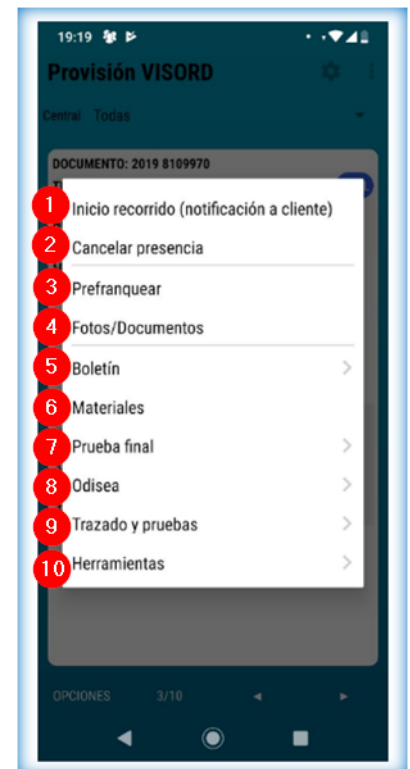 19:19
Provisión VISORD
Central Todas
DOCUMENTO: 2019 8109970
1 Inicio recorrido (notificación a cliente)
2 Cancelar presencia
3 Prefranquear
4 Fotos/Documentos
5 Boletín
6 Materiales
7 Prueba final
8 Odisea
9 Trazado y pruebas
10 Herramientas
OPCIONES 3/10